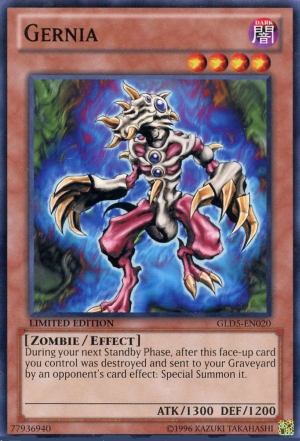 GERNIA
DARK
闇
LIMITED EDITION
GLD5-EN020
[ZOMBIE / EFFECT]
During your next Standby Phase, after this face-up card
you control was destroyed and sent to your Graveyard
by an opponent's card effect: Special Summon it.
ATK/1300 DEF/1200
77936940
©1996 KAZUKI TAKAHASHI